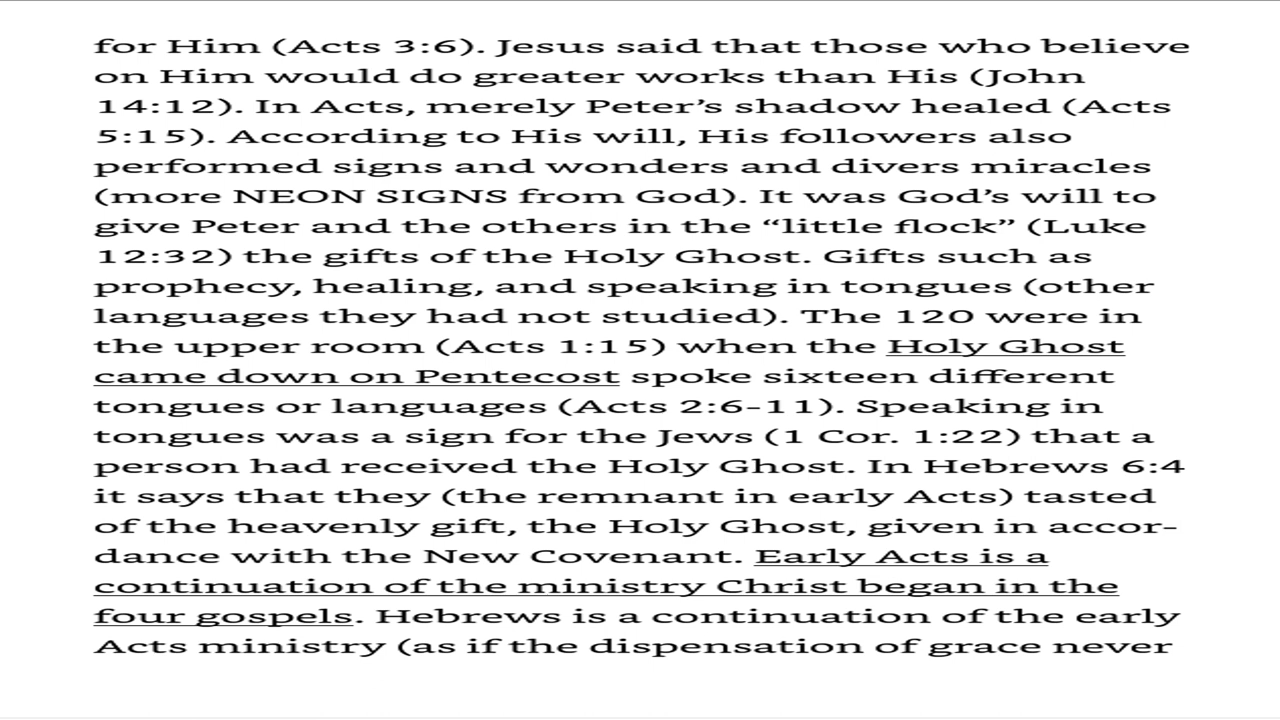 for Him (Acts 3:6). Jesus said that those who believe
on Him would do greater works than His (John
14:12). In Acts, merely Peter’s shadow healed (Acts
5:15). According to His will, His followers also
performed signs and wonders and divers miracles
(more NEON SIGNS from God). It was God’s will to
give Peter and the others in the “little flock” (Luke
12:32) the gifts of the Holy Ghost. Gifts such as
prophecy, healing, and speaking in tongues (other
languages they had not studied). The 120 were in
the upper room (Acts 1:15) when the Holy Ghost
came down on Pentecost spoke sixteen different
tongues or languages (Acts 2:6-11). Speaking in
tongues was a sign for the Jews (1 Cor. 1:22) that a
person had received the Holy Ghost. In Hebrews 6:4
it says that they (the remnant in early Acts) tasted
of the heavenly gift, the Holy Ghost, given in accor-
dance with the New Covenant. Early Acts is a
continuation of the ministry Christ began in the
four gospels. Hebrews is a continuation of the early
Acts ministry (as if the dispensation of grace never